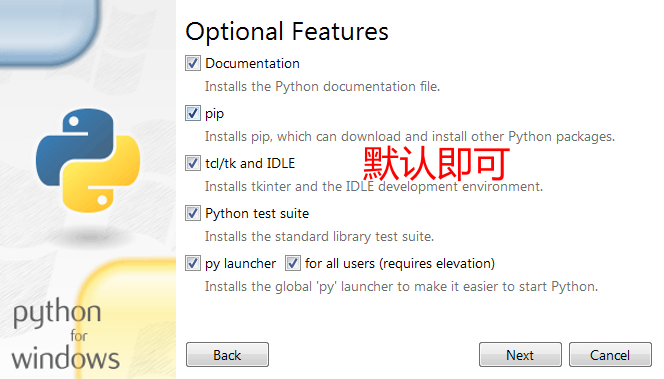 Optional Features
Documentation
Installs the Python documentation file.
pip
Installs pip, which can download and install other Python packages.
tcl/tk and IDLE
默认即可
Installs tkinter and the IDLE development environment.
Python test suite
Installs the standard library test suite.
py launcher for all users (requires elevation)
Installs the global 'py' launcher to make it easier to start Python.
python
for
windows
Back Next Cancel